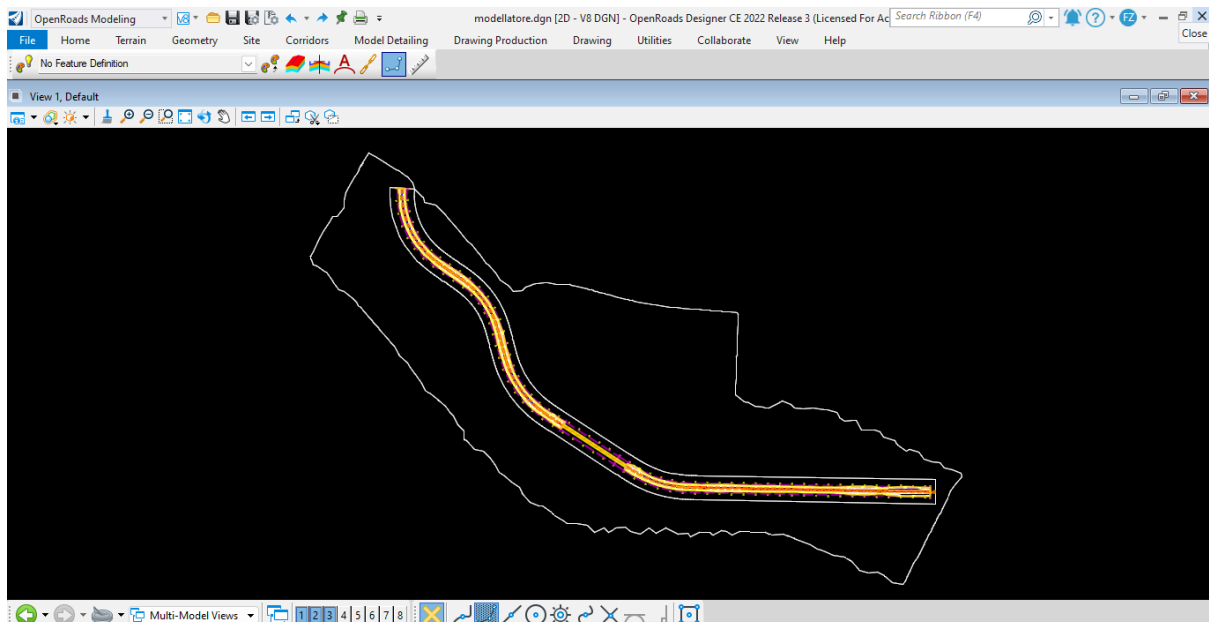 OpenRoads Modeling modellatore.dgn [2D - V8 DGN] - OpenRoads Designer CE 2022 Release 3 (Licensed For Ac Search Ribbon (F4) FZ
File Home Terrain Geometry Site Corridors Model Detailing Drawing Production Drawing Utilities Collaborate View Help Close
No Feature Definition
View 1, Default
Multi-Model Views 1 2 3 4 5 6 7 8